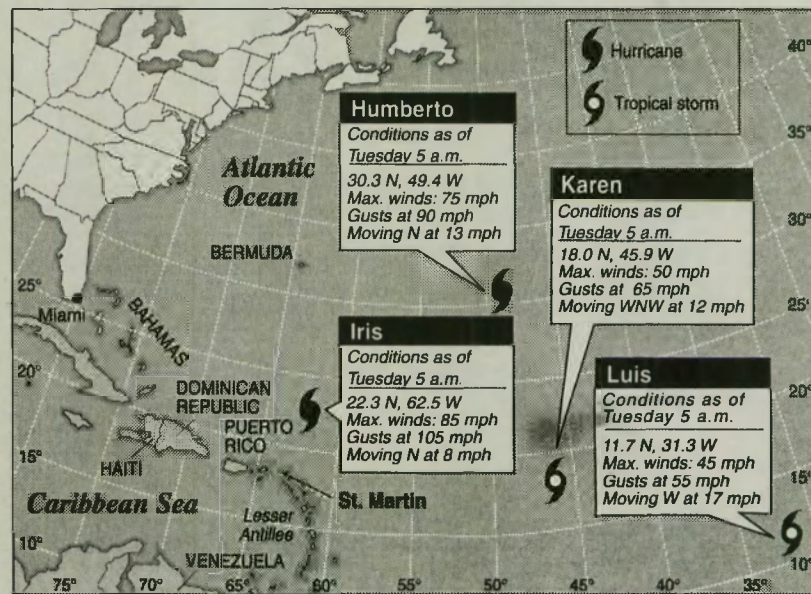 Hurricane
Tropical storm
40°
35°
30°
25°
20°
15°
10°
Humberto
Conditions as of
Tuesday 5 a.m.
30.3 N, 49.4 W
Max. winds: 75 mph
Gusts at 90 mph
Moving N at 13 mph
Karen
Conditions as of
Tuesday 5 a.m.
18.0 N, 45.9 W
Max. winds: 50 mph
Gusts at 65 mph
Moving WNW at 12 mph
Iris
Conditions as of
Tuesday 5 a.m.
22.3 N, 62.5 W
Max. winds: 85 mph
Gusts at 105 mph
Moving N at 8 mph
Luis
Conditions as of
Tuesday 5 a.m.
11.7 N, 31.3 W
Max. winds: 45 mph
Gusts at 55 mph
Moving W at 17 mph
Atlantic
Ocean
BERMUDA
25°
Miami
BAHAMAS
20°
DOMINICAN
REPUBLIC
PUERTO
RICO
15°
HAITI
St. Martin
Caribbean Sea
Lesser
Antillee
10°
VENEZUELA
75°
70°
65°
60°
55°
50°
45°
40°
35°